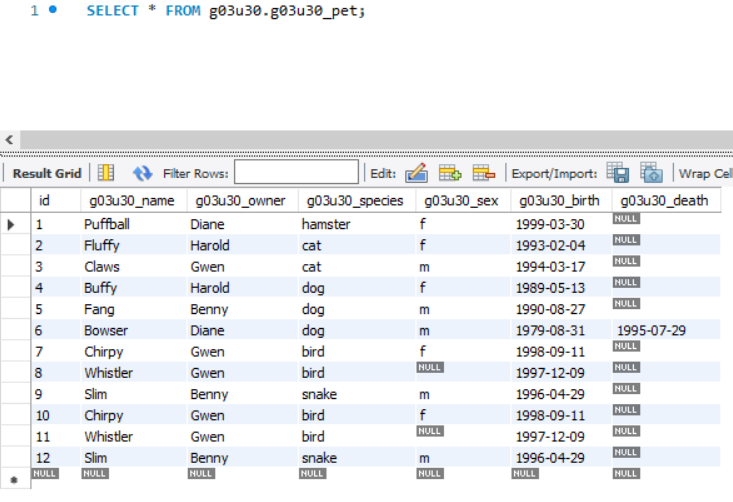 1 SELECT * FROM g03u30.g03u30_pet;
Result Grid Filter Rows: Edit: Export/Import: Wrap Cel
id g03u30_name g03u30_owner g03u30_species g03u30_sex g03u30_birth g03u30_death
1 Puffball Diane hamster f 1999-03-30 NULL
2 Fluffy Harold cat f 1993-02-04 NULL
3 Claws Gwen cat m 1994-03-17 NULL
4 Buffy Harold dog f 1989-05-13 NULL
5 Fang Benny dog m 1990-08-27 NULL
6 Bowser Diane dog m 1979-08-31 1995-07-29
7 Chirpy Gwen bird f 1998-09-11 NULL
8 Whistler Gwen bird NULL 1997-12-09 NULL
9 Slim Benny snake m 1996-04-29 NULL
10 Chirpy Gwen bird f 1998-09-11 NULL
11 Whistler Gwen bird NULL 1997-12-09 NULL
12 Slim Benny snake m 1996-04-29 NULL
NULL NULL NULL NULL NULL NULL NULL